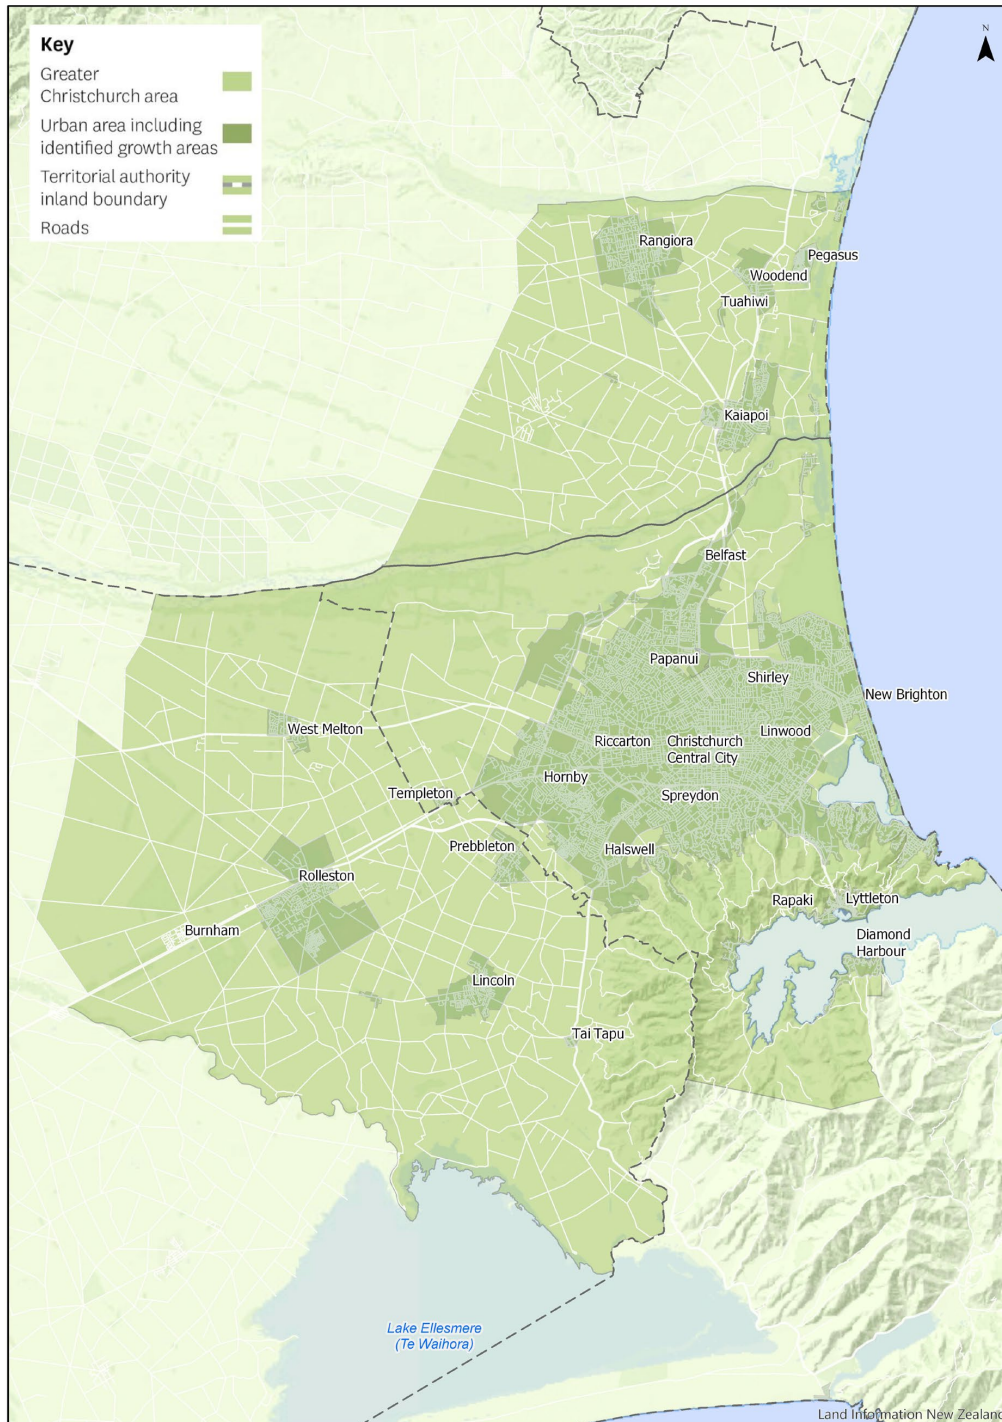 N
Key
Greater
Christchurch area
Urban area including
identified growth areas
Territorial authority
inland boundary
Roads
Rangiora
Pegasus
Woodend
Tuahiwi
Kaiapoi
Belfast
Papanui
Shirley
New Brighton
West Melton
Riccarton
Christchurch
Central City
Linwood
Hornby
Templeton
Spreydon
Prebbleton
Halswell
Rolleston
Rapaki
Lyttleton
Burnham
Diamond
Harbour
Lincoln
Tai Tapu
Lake Ellesmere
(Te Waihora)
Land Information New Zealand